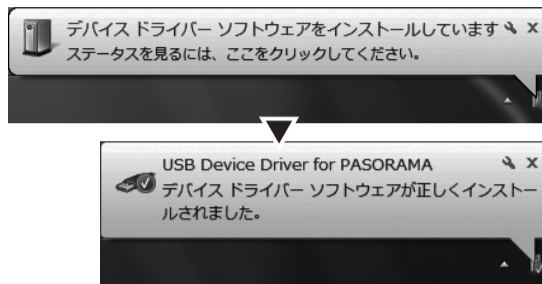 デバイス ドライバー ソフトウェアをインストールしています
ステータスを見るには、ここをクリックしてください。
USB Device Driver for PASORAMA
デバイス ドライバー ソフトウェアが正しくインストー
ルされました。